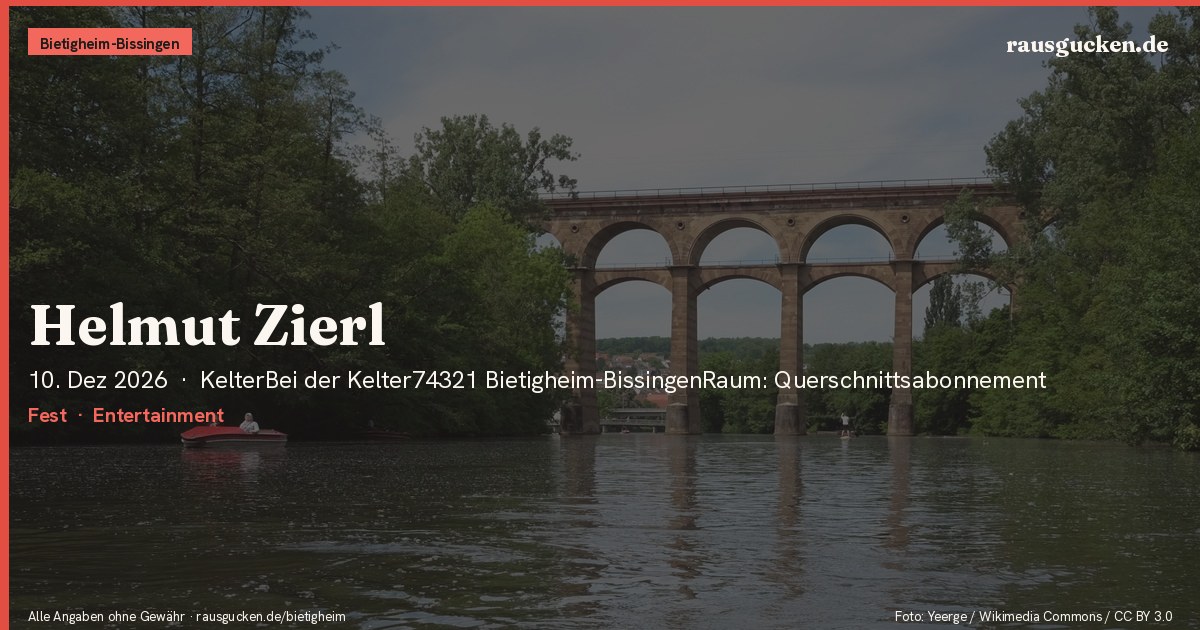 Bietigheim-Bissingen
rausgucken.de
Helmut Zierl
10. Dez 2026 · KelterBei der Kelter74321 Bietigheim-BissingenRaum: Querschnittsabonnement
Fest · Entertainment
Alle Angaben ohne Gewähr · rausgucken.de/bietigheim
Foto: Yeerge / Wikimedia Commons / CC BY 3.0